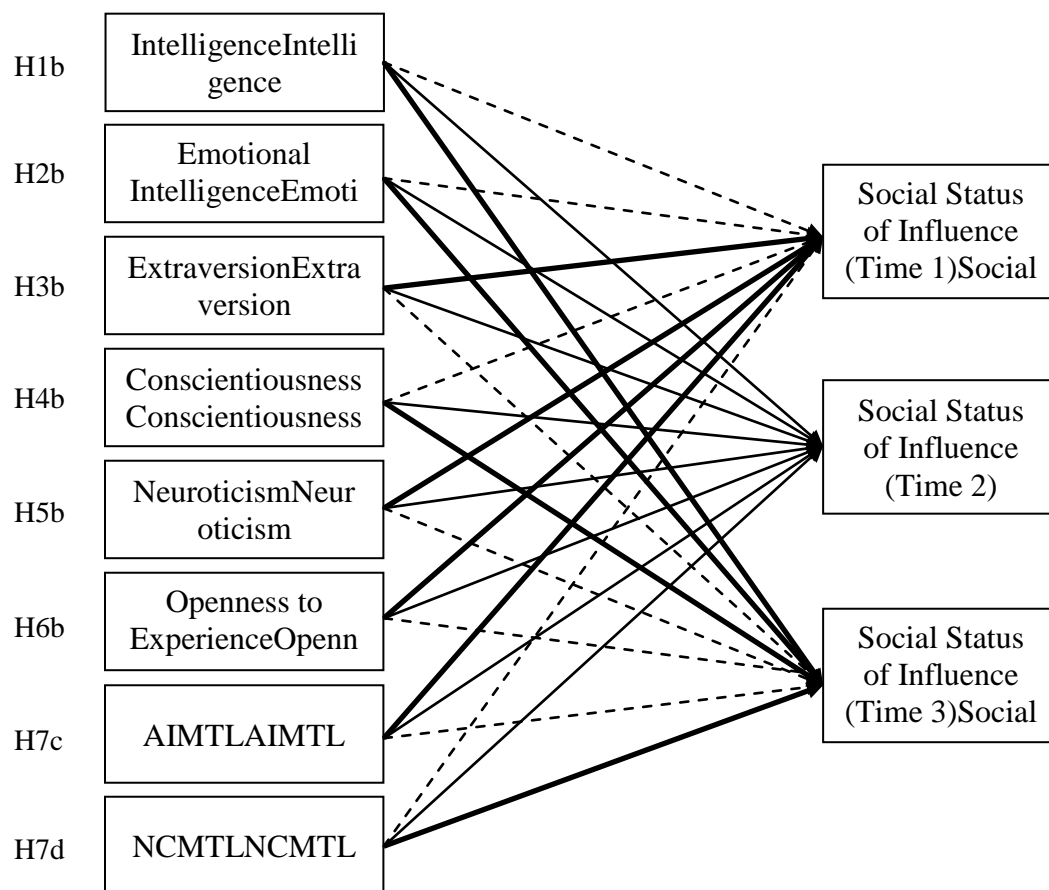 H1b
IntelligenceIntelli
gence
H2b
Emotional
IntelligenceEmoti
H3b
ExtraversionExtra
version
H4b
Conscientiousness
Conscientiousness
H5b
NeuroticismNeur
oticism
H6b
Openness to
ExperienceOpenn
H7c
AIMTLAIMTL
H7d
NCMTLNCMTL
Social Status
of Influence
(Time 1)Social
Social Status
of Influence
(Time 2)
Social Status
of Influence
(Time 3)Social